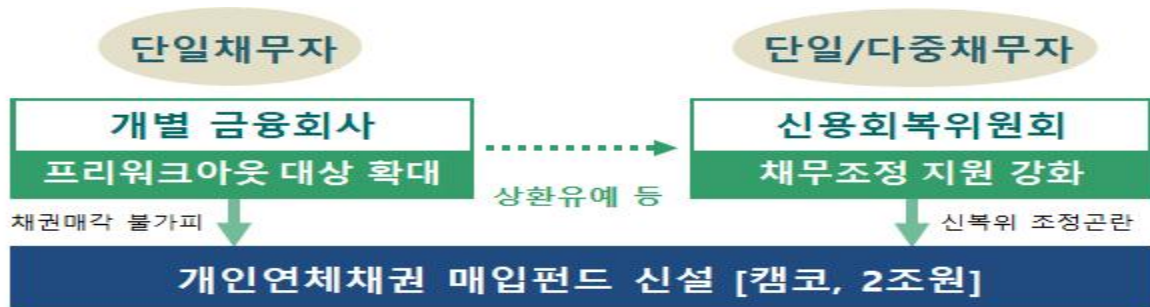 단일채무자
단일/다중채무자
개별 금융회사
신용회복위원회
프리워크아웃 대상 확대
채무조정 지원 강화
상환유예 등
채권매각 불가피
신복위 조정곤란
개인연체채권 매입펀드 신설 [캠코, 2조원]